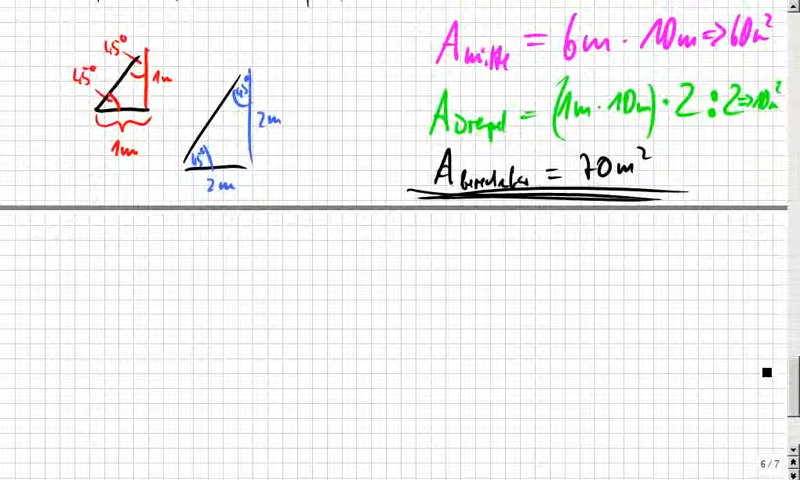 45°
45°
1m
1m
45°
2m
45°
2m
A mitte = 6m · 10m => 60m²
A = (1m · 10m) · 2 : 2 => 10m²
A = 70m²
6 / 7